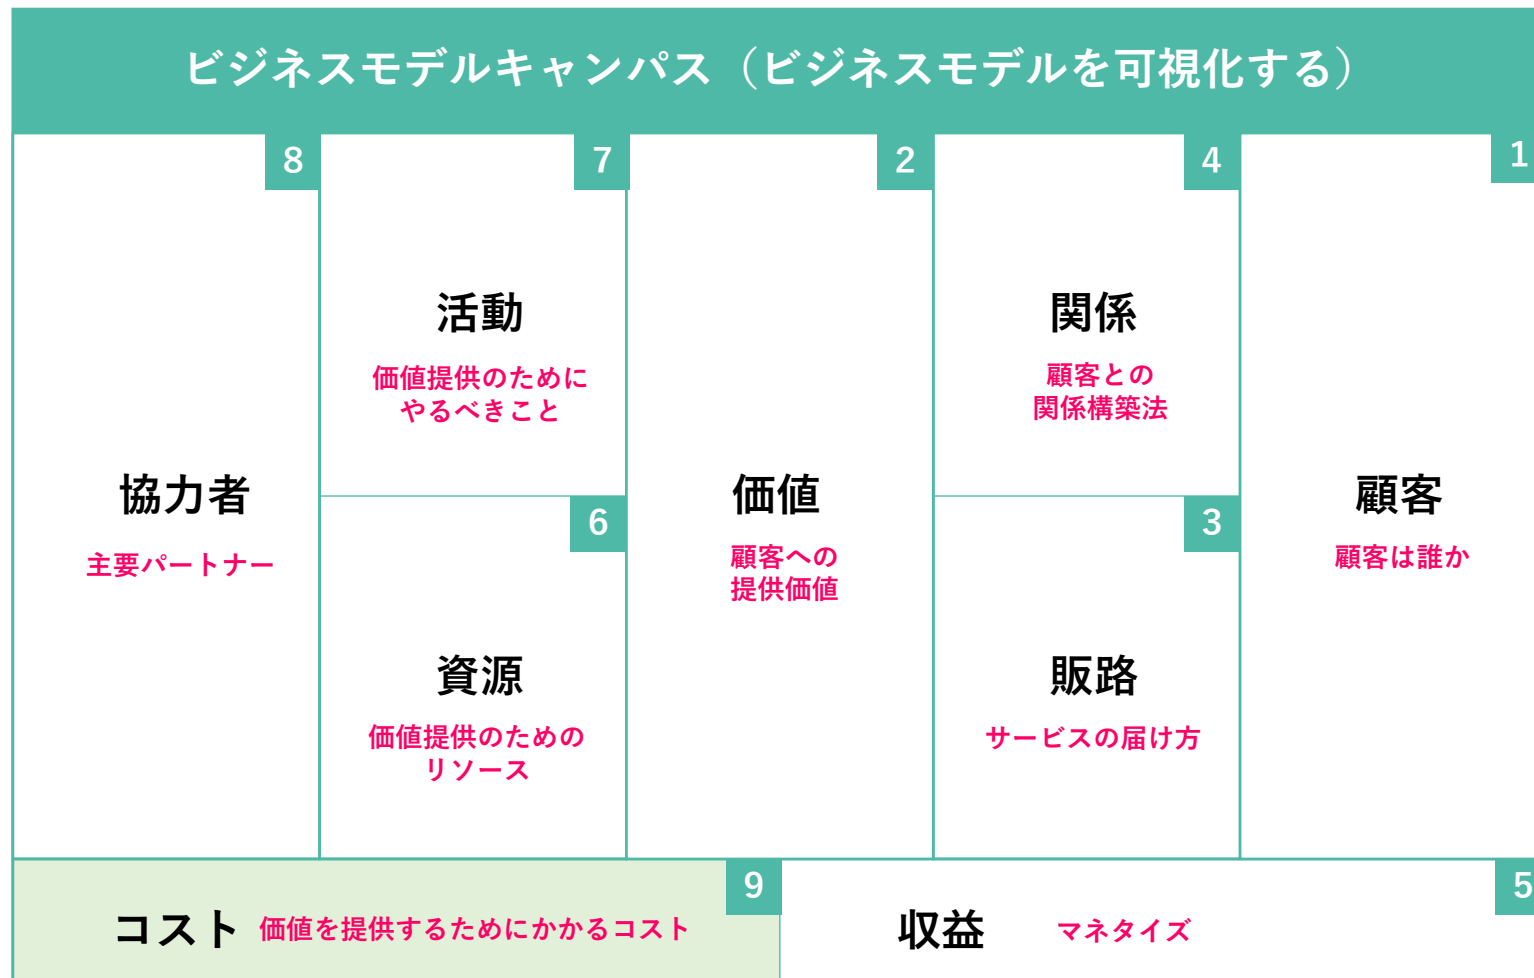 ビジネスモデルキャンパス（ビジネスモデルを可視化する）
8
協力者
主要パートナー
7
活動
価値提供のために
やるべきこと
6
資源
価値提供のための
リソース
2
価値
顧客への
提供価値
4
関係
顧客との
関係構築法
3
販路
サービスの届け方
1
顧客
顧客は誰か
9
コスト 価値を提供するためにかかるコスト
5
収益 マネタイズ